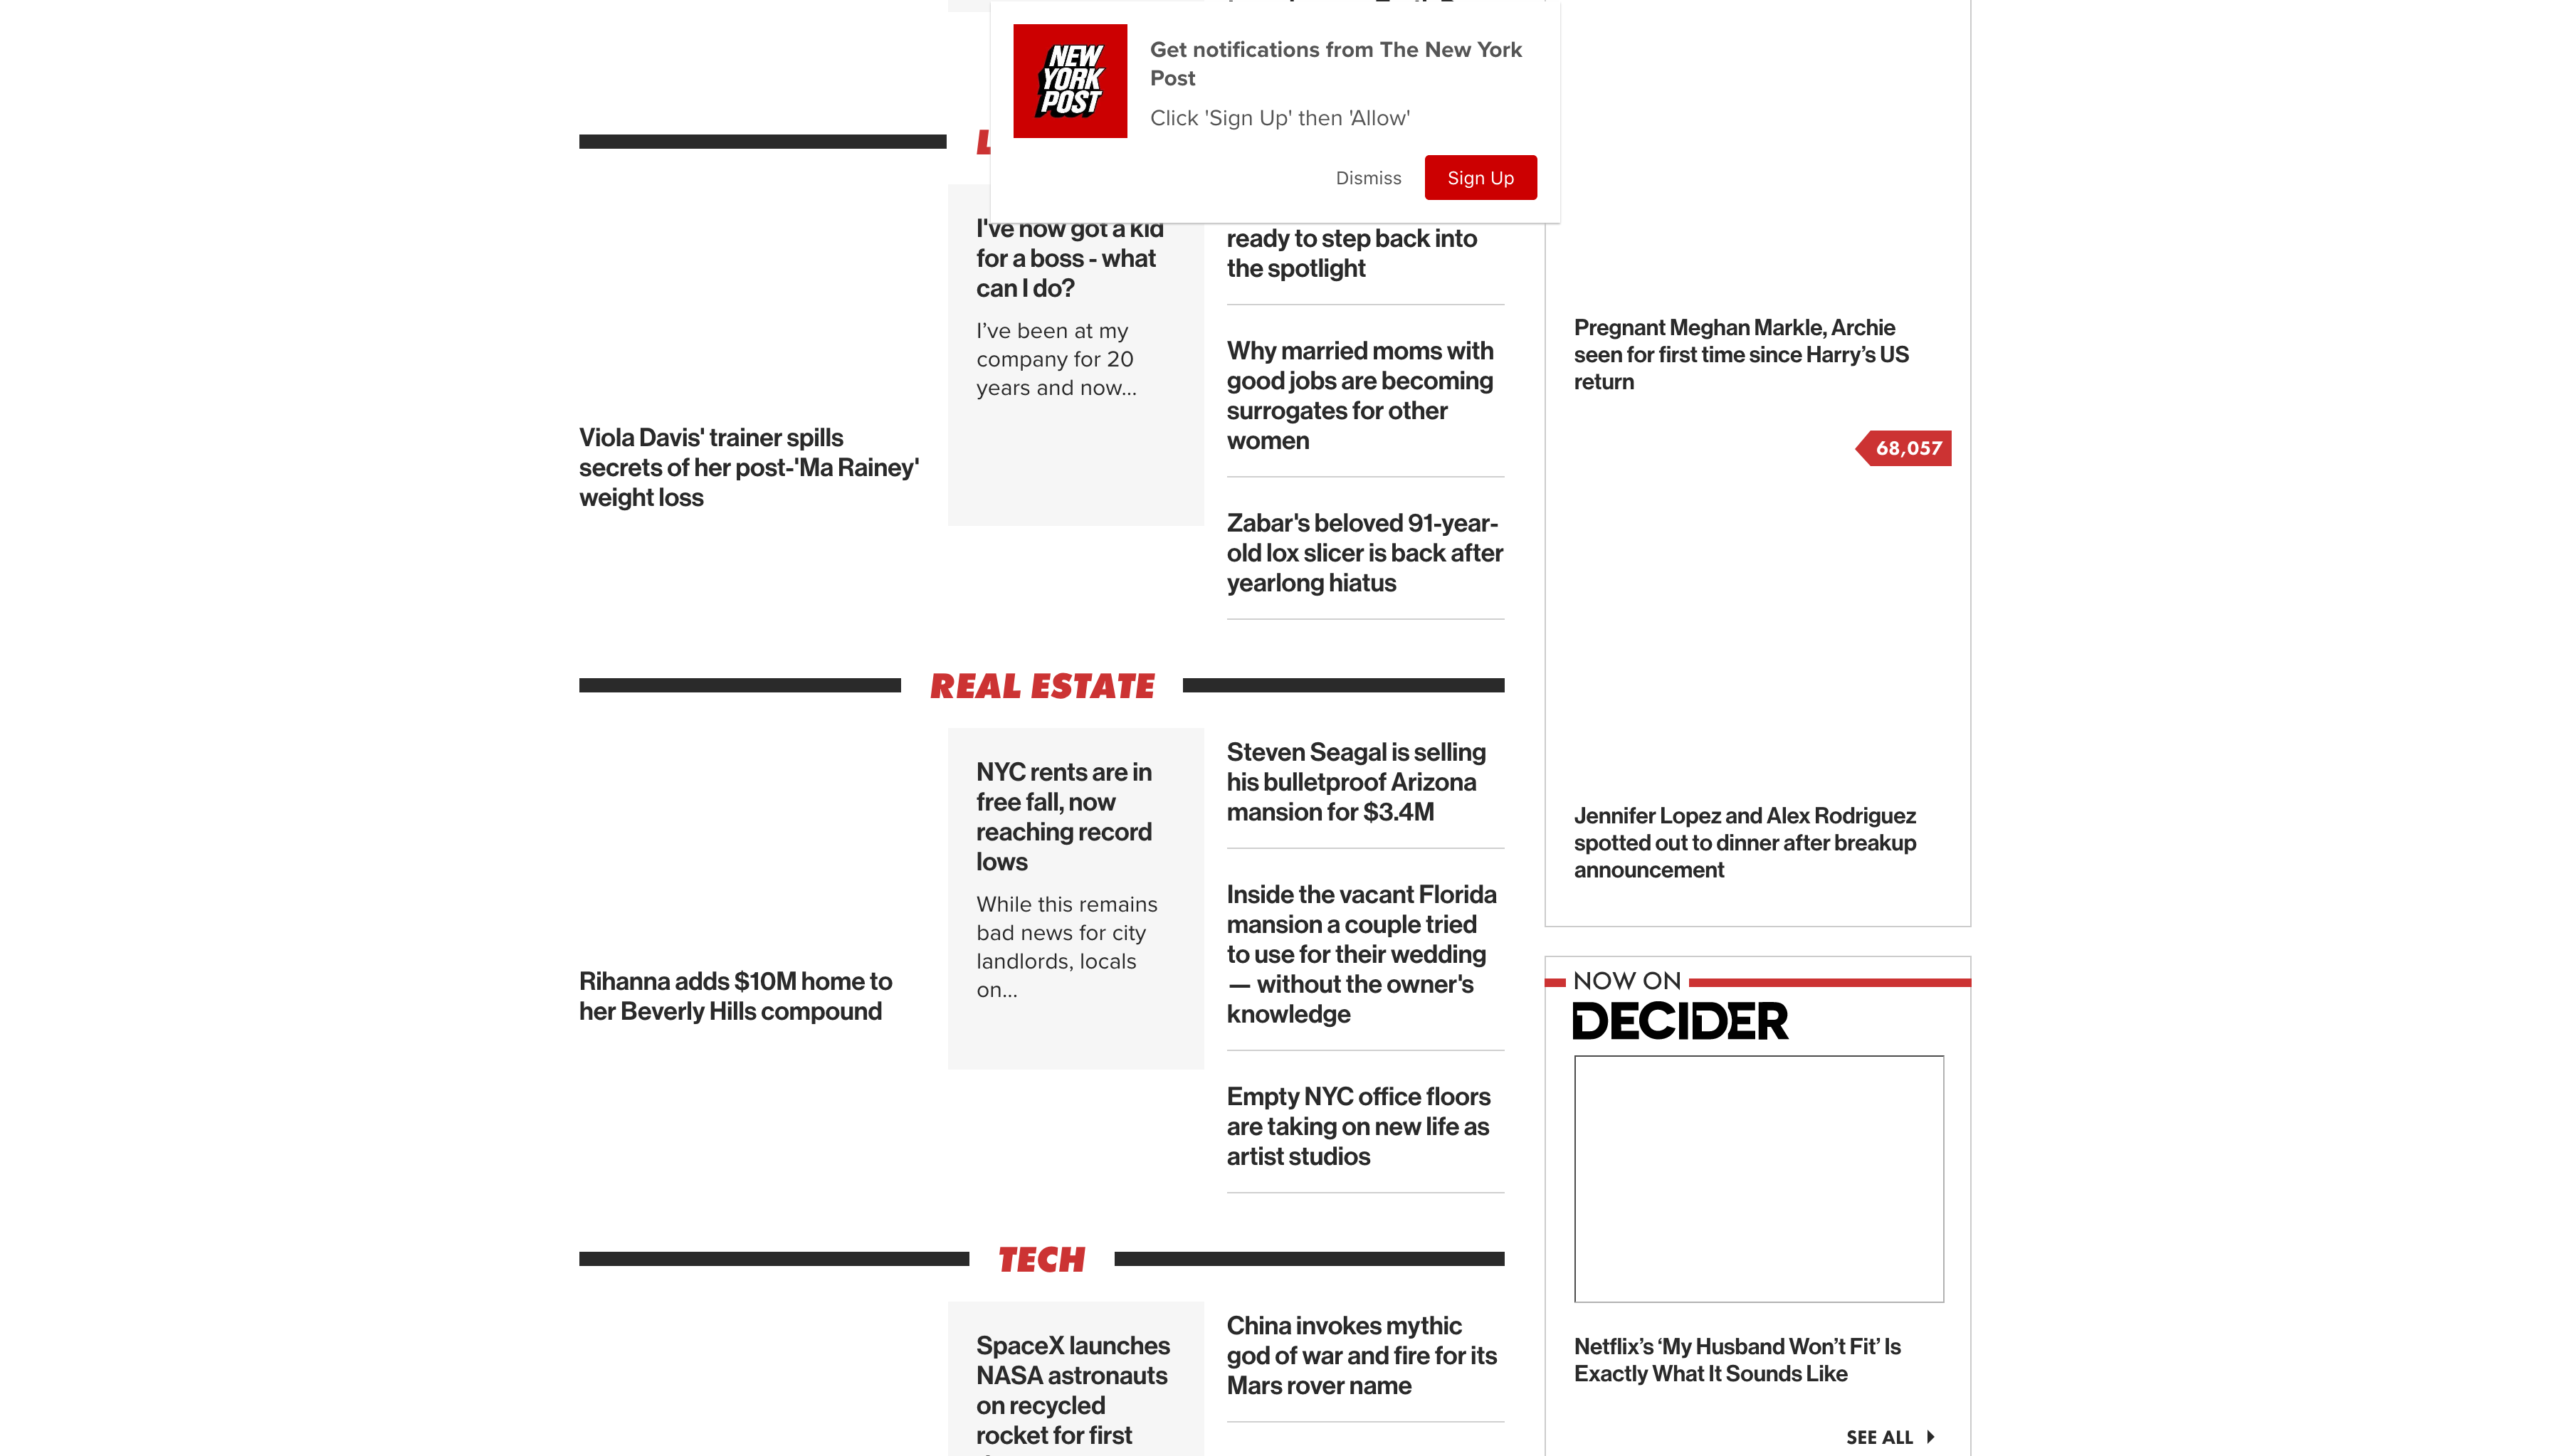 NEW
YORK
POST
Get notifications from The New York
Post
Click 'Sign Up' then 'Allow'
Dismiss
Sign Up
Viola Davis' trainer spills
secrets of her post-'Ma Rainey'
weight loss
I've now got a kid
for a boss - what
can I do?
I've been at my
company for 20
years and now...
ready to step back into
the spotlight
Why married moms with
good jobs are becoming
surrogates for other
women
Zabar's beloved 91-year-
old lox slicer is back after
yearlong hiatus
REAL ESTATE
Rihanna adds $10M home to
her Beverly Hills compound
NYC rents are in
free fall, now
reaching record
lows
While this remains
bad news for city
landlords, locals
on...
Steven Seagal is selling
his bulletproof Arizona
mansion for $3.4M
Inside the vacant Florida
mansion a couple tried
to use for their wedding
— without the owner's
knowledge
Empty NYC office floors
are taking on new life as
artist studios
TECH
SpaceX launches
NASA astronauts
on recycled
rocket for first
China invokes mythic
god of war and fire for its
Mars rover name
Pregnant Meghan Markle, Archie
seen for first time since Harry’s US
return
68,057
Jennifer Lopez and Alex Rodriguez
spotted out to dinner after breakup
announcement
NOW ON
DECIDER
Netflix’s ‘My Husband Won’t Fit’ Is
Exactly What It Sounds Like
SEE ALL